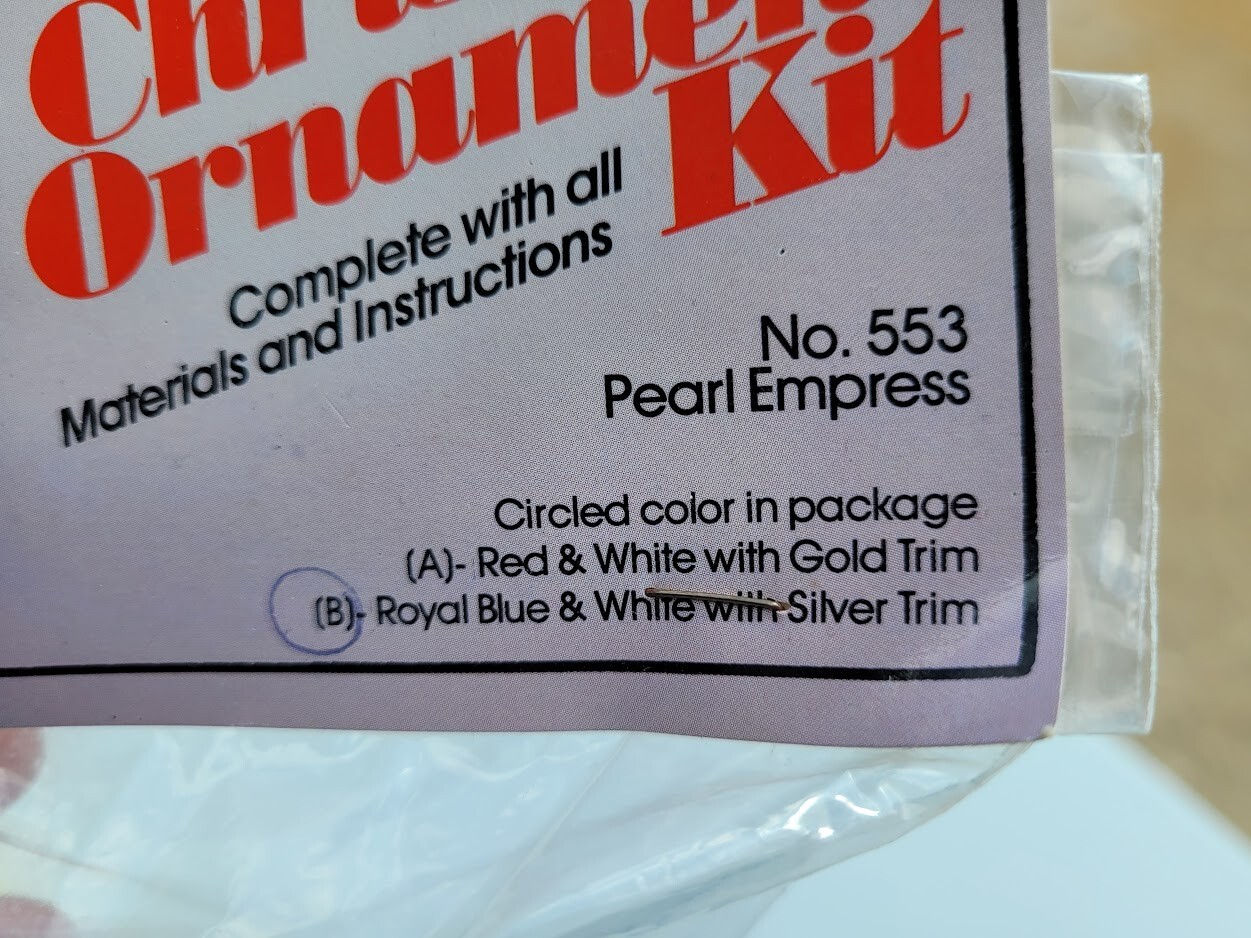 Ornament
Kit
Complete with all
Materials and Instructions
No. 553
Pearl Empress
Circled color in package
(A)- Red & White with Gold Trim
(B)- Royal Blue & White with Silver Trim